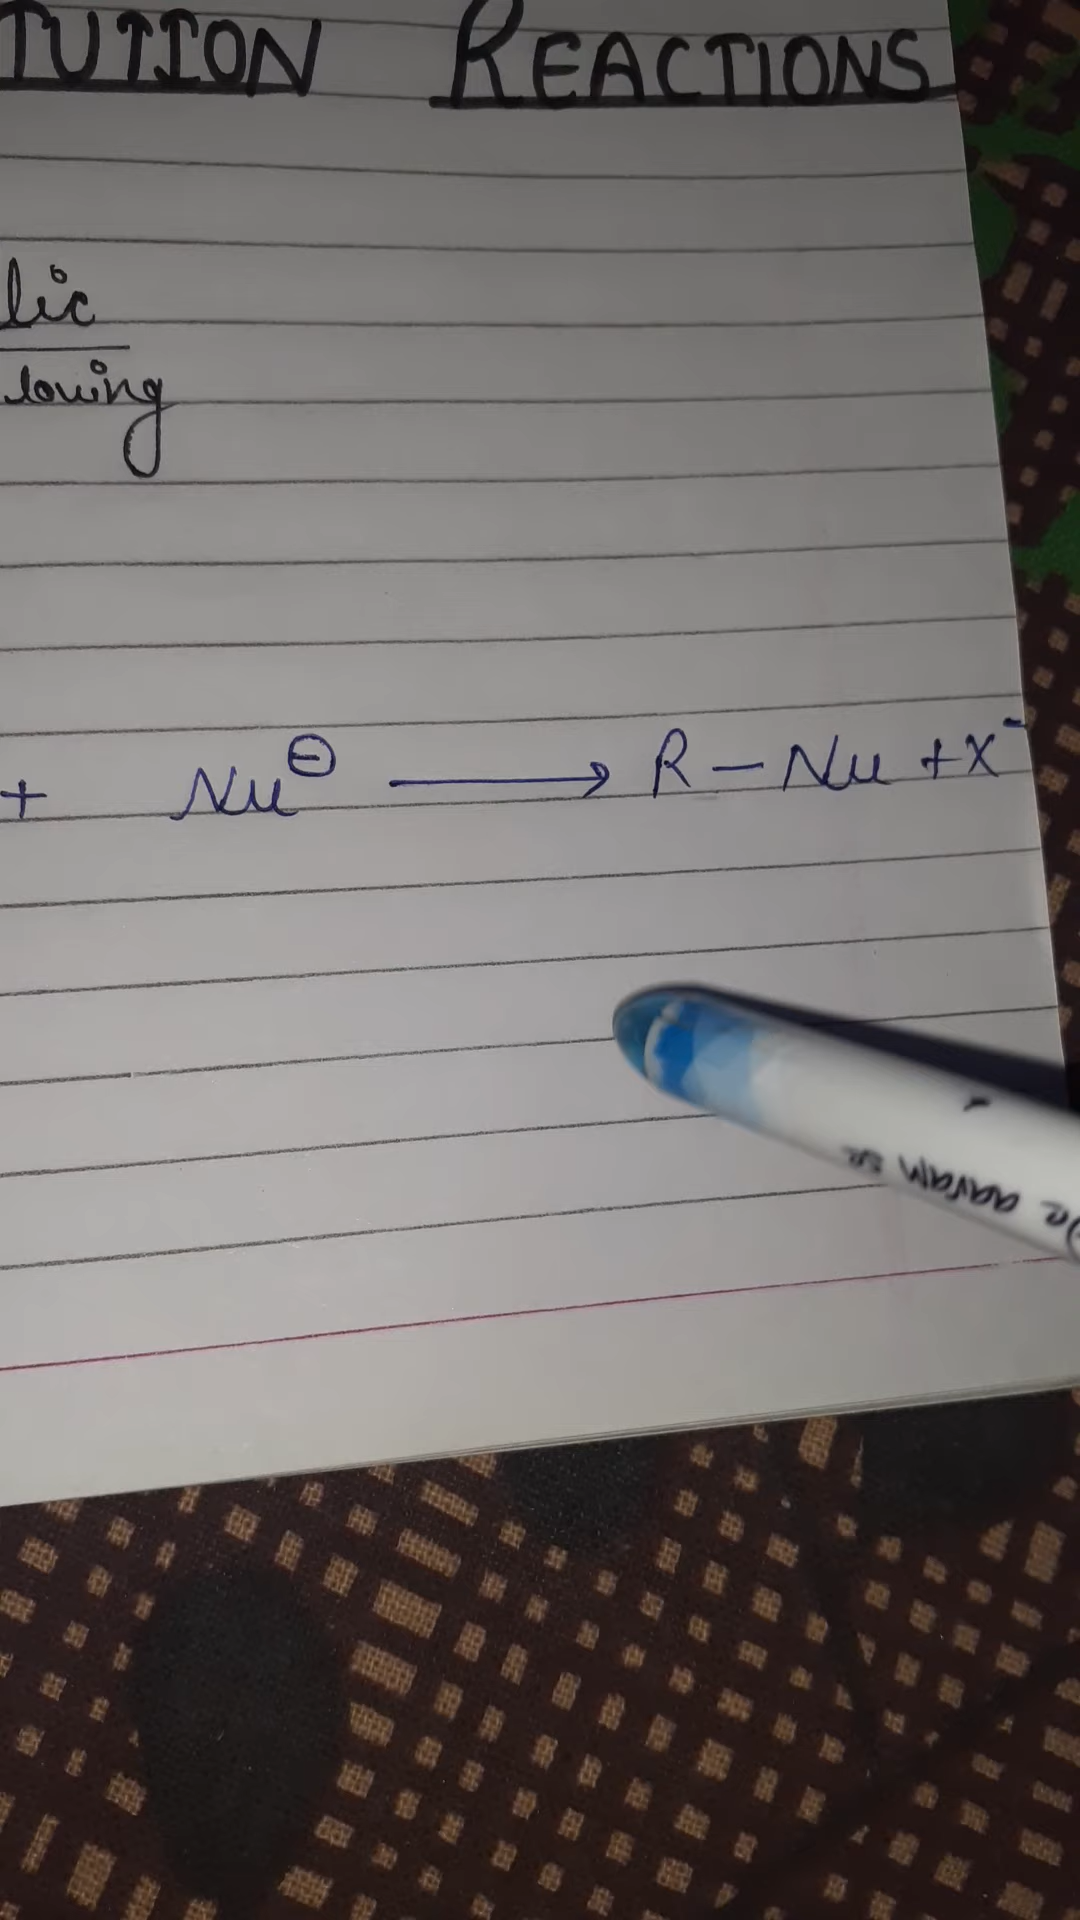 TUTION REACTIONS
lic
lowing
+ Nu⊖ ⟶ R – Nu + X⁻